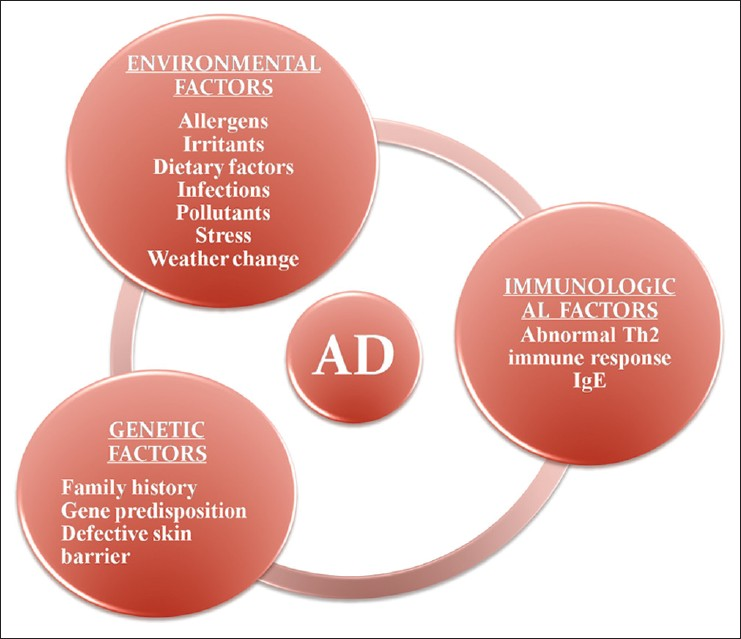 ENVIRONMENTAL
FACTORS
Allergens
Irritants
Dietary factors
Infections
Pollutants
Stress
Weather change
IMMUNOLOGIC
AL FACTORS
Abnormal Th2
immune response
IgE
AD
GENETIC
FACTORS
Family history
Gene predisposition
Defective skin
barrier